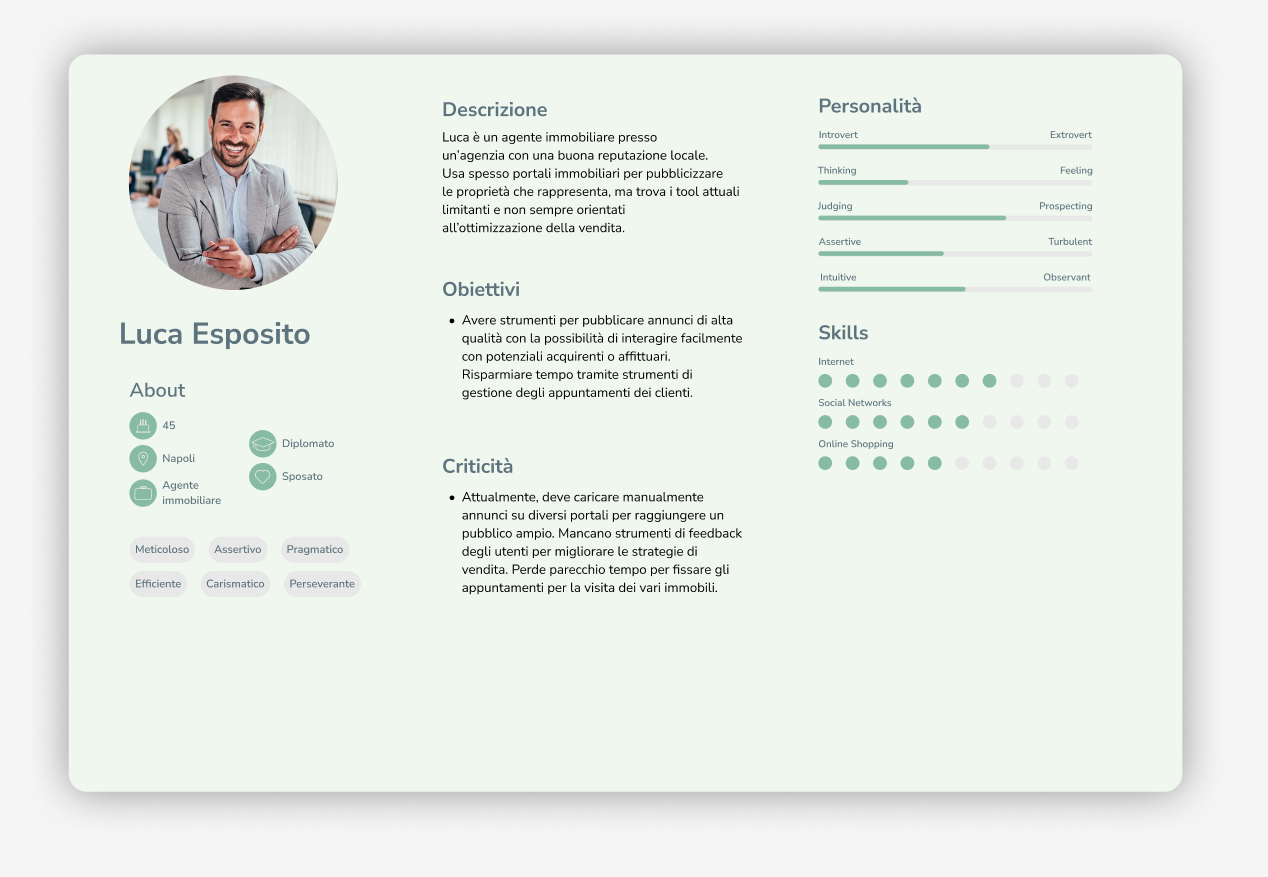 Luca Esposito
About
45
Napoli
Agente
immobiliare
Diplomato
Sposato
Meticoloso
Assertivo
Pragmatico
Efficiente
Carismatico
Perseverante
Descrizione
Luca è un agente immobiliare presso
un'agenzia con una buona reputazione locale.
Usa spesso portali immobiliari per pubblicizzare
le proprietà che rappresenta, ma trova i tool attuali
limitanti e non sempre orientati
all'ottimizzazione della vendita.
Obiettivi
• Avere strumenti per pubblicare annunci di alta
qualità con la possibilità di interagire facilmente
con potenziali acquirenti o affittuari.
Risparmiare tempo tramite strumenti di
gestione degli appuntamenti dei clienti.
Criticità
• Attualmente, deve caricare manualmente
annunci su diversi portali per raggiungere un
pubblico ampio. Mancano strumenti di feedback
degli utenti per migliorare le strategie di
vendita. Perde parecchio tempo per fissare gli
appuntamenti per la visita dei vari immobili.
Personalità
Introvert Extrovert
Thinking Feeling
Judging Prospecting
Assertive Turbulent
Intuitive Observant
Skills
Internet
Social Networks
Online Shopping